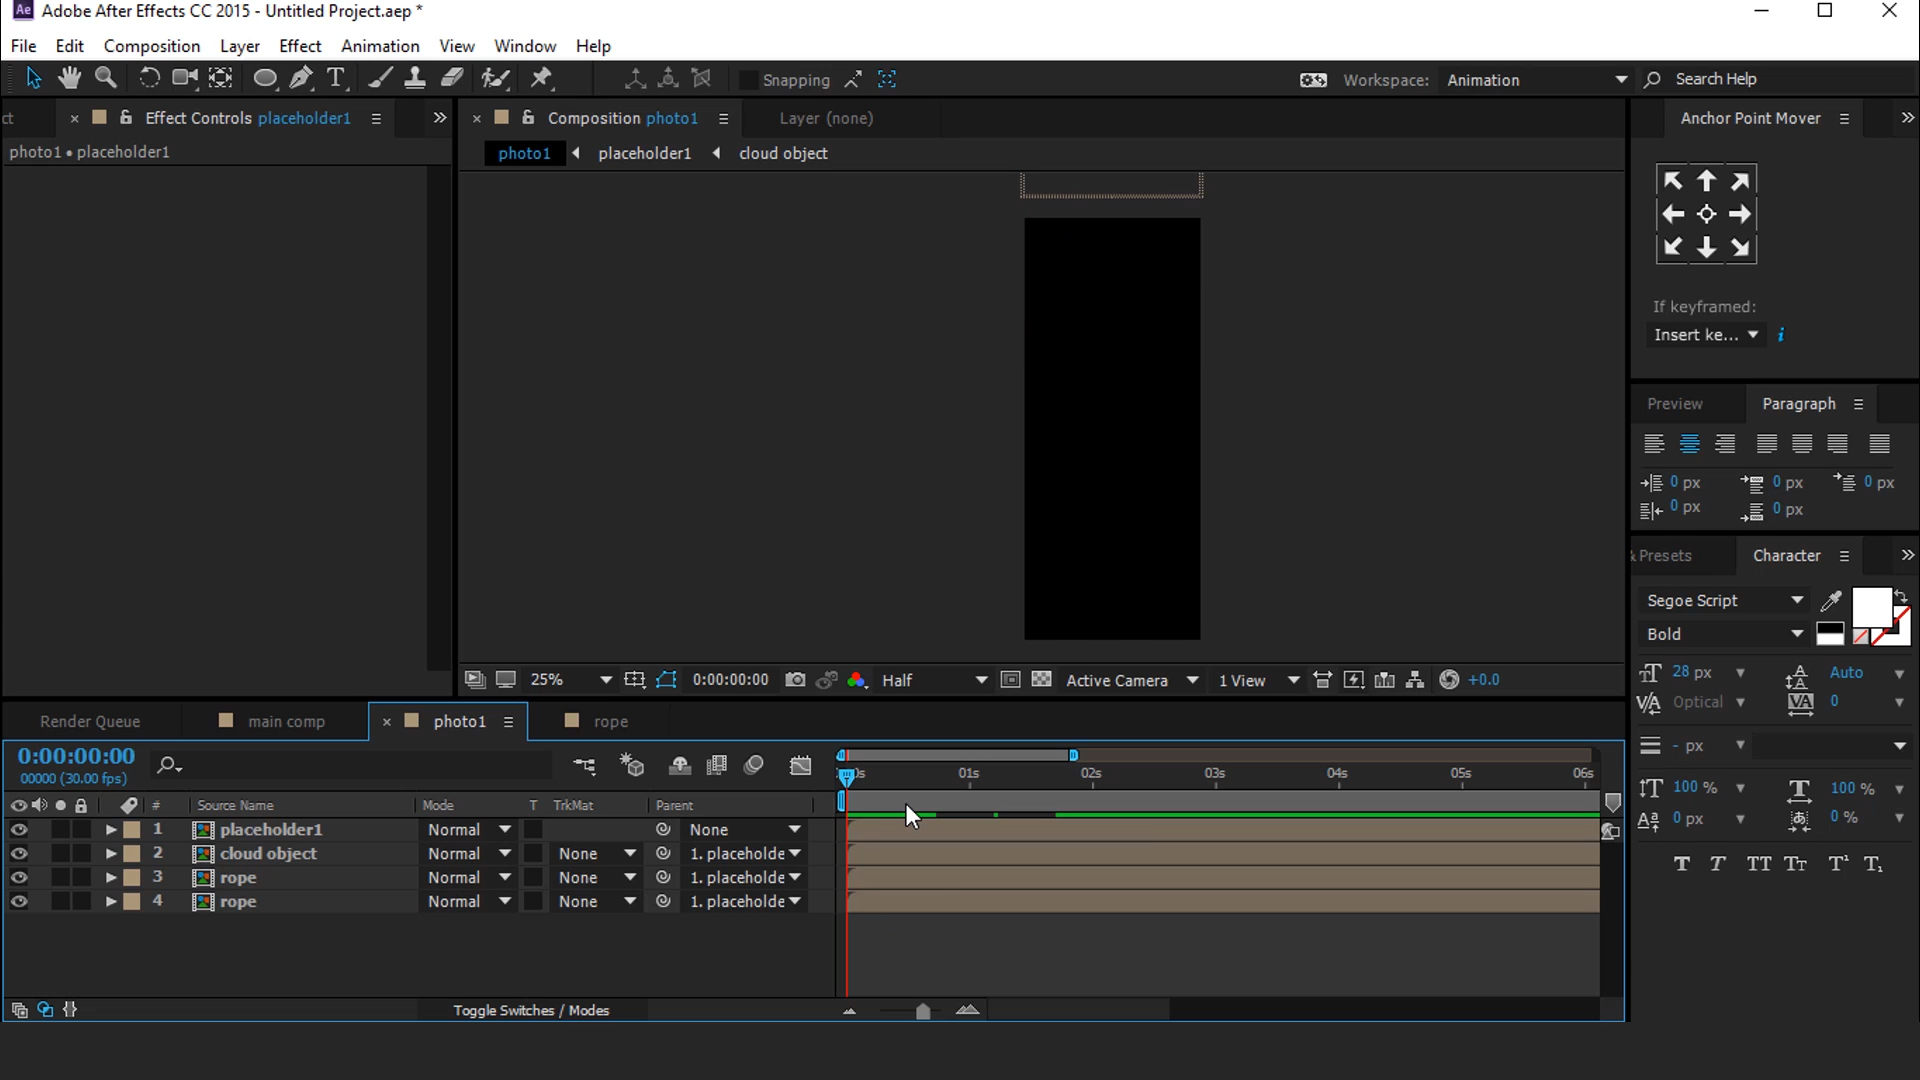 Ae Adobe After Effects CC 2015 - Untitled Project.aep *
File Edit Composition Layer Effect Animation View Window Help
T Snapping Workspace: Animation Search Help
ct × Effect Controls placeholder1 » × Composition photo1 Layer (none) Anchor Point Mover »
photo1 • placeholder1 photo1 placeholder1 cloud object
If keyframed:
Insert ke... i
Preview Paragraph
0 px 0 px 0 px
0 px 0 px
& Presets Character »
Segoe Script
Bold
28 px Auto
Optical 0
- px
100 % 100 %
0 px 0 %
T T TT Tт T¹ T₁
25% 0:00:00:00 Half Active Camera 1 View +0.0
Render Queue main comp × photo1 rope
0:00:00:00
00000 (30.00 fps)
0s 01s 02s 03s 04s 05s 06s
# Source Name Mode T TrkMat Parent
1 placeholder1 Normal None
2 cloud object Normal None 1. placeholde
3 rope Normal None 1. placeholde
4 rope Normal None 1. placeholde
Toggle Switches / Modes